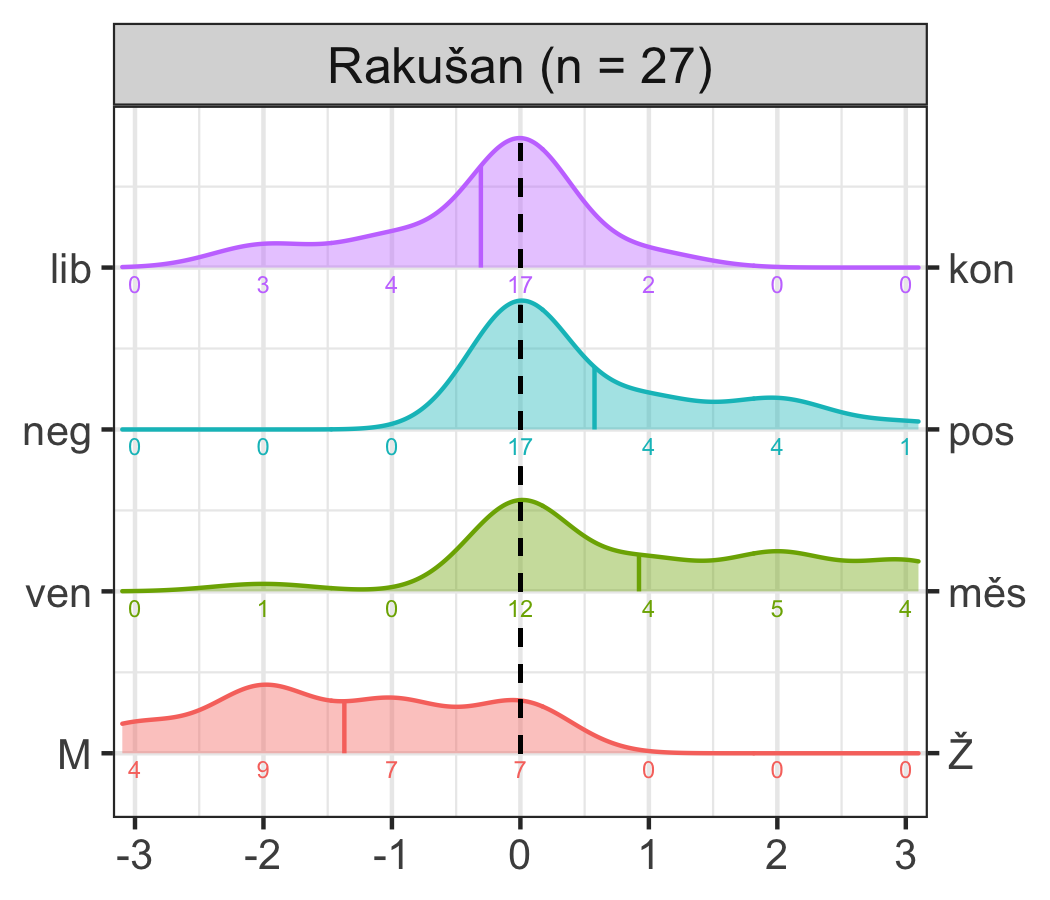 Rakušan (n = 27)
lib kon
0 3 4 17 2 0 0
neg pos
0 0 0 17 4 4 1
ven měs
0 1 0 12 4 5 4
M Ž
4 9 7 7 0 0 0
-3 -2 -1 0 1 2 3